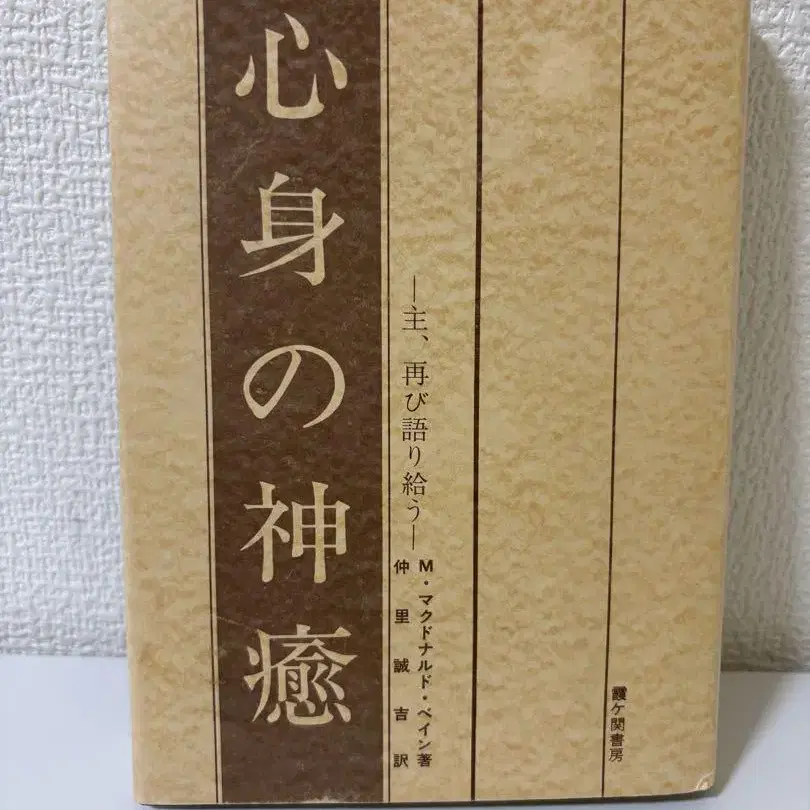 心身の神癒
―主、再び語り給う―
M・マクドナルド・ペイン著
仲里誠吉訳
霞ケ関書房